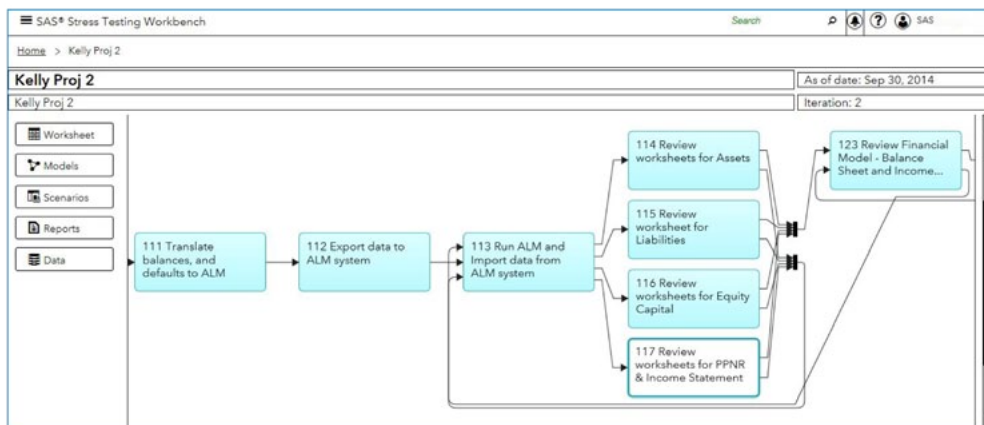 SAS® Stress Testing Workbench
Search
SAS
Home > Kelly Proj 2
Kelly Proj 2
As of date: Sep 30, 2014
Kelly Proj 2
Iteration: 2
Worksheet
Models
Scenarios
Reports
Data
111 Translate
balances, and
defaults to ALM
112 Export data to
ALM system
113 Run ALM and
Import data from
ALM system
114 Review
worksheets for Assets
115 Review
worksheet for
Liabilities
116 Review
worksheets for Equity
Capital
117 Review
worksheets for PPNR
& Income Statement
123 Review Financial
Model - Balance
Sheet and Income...